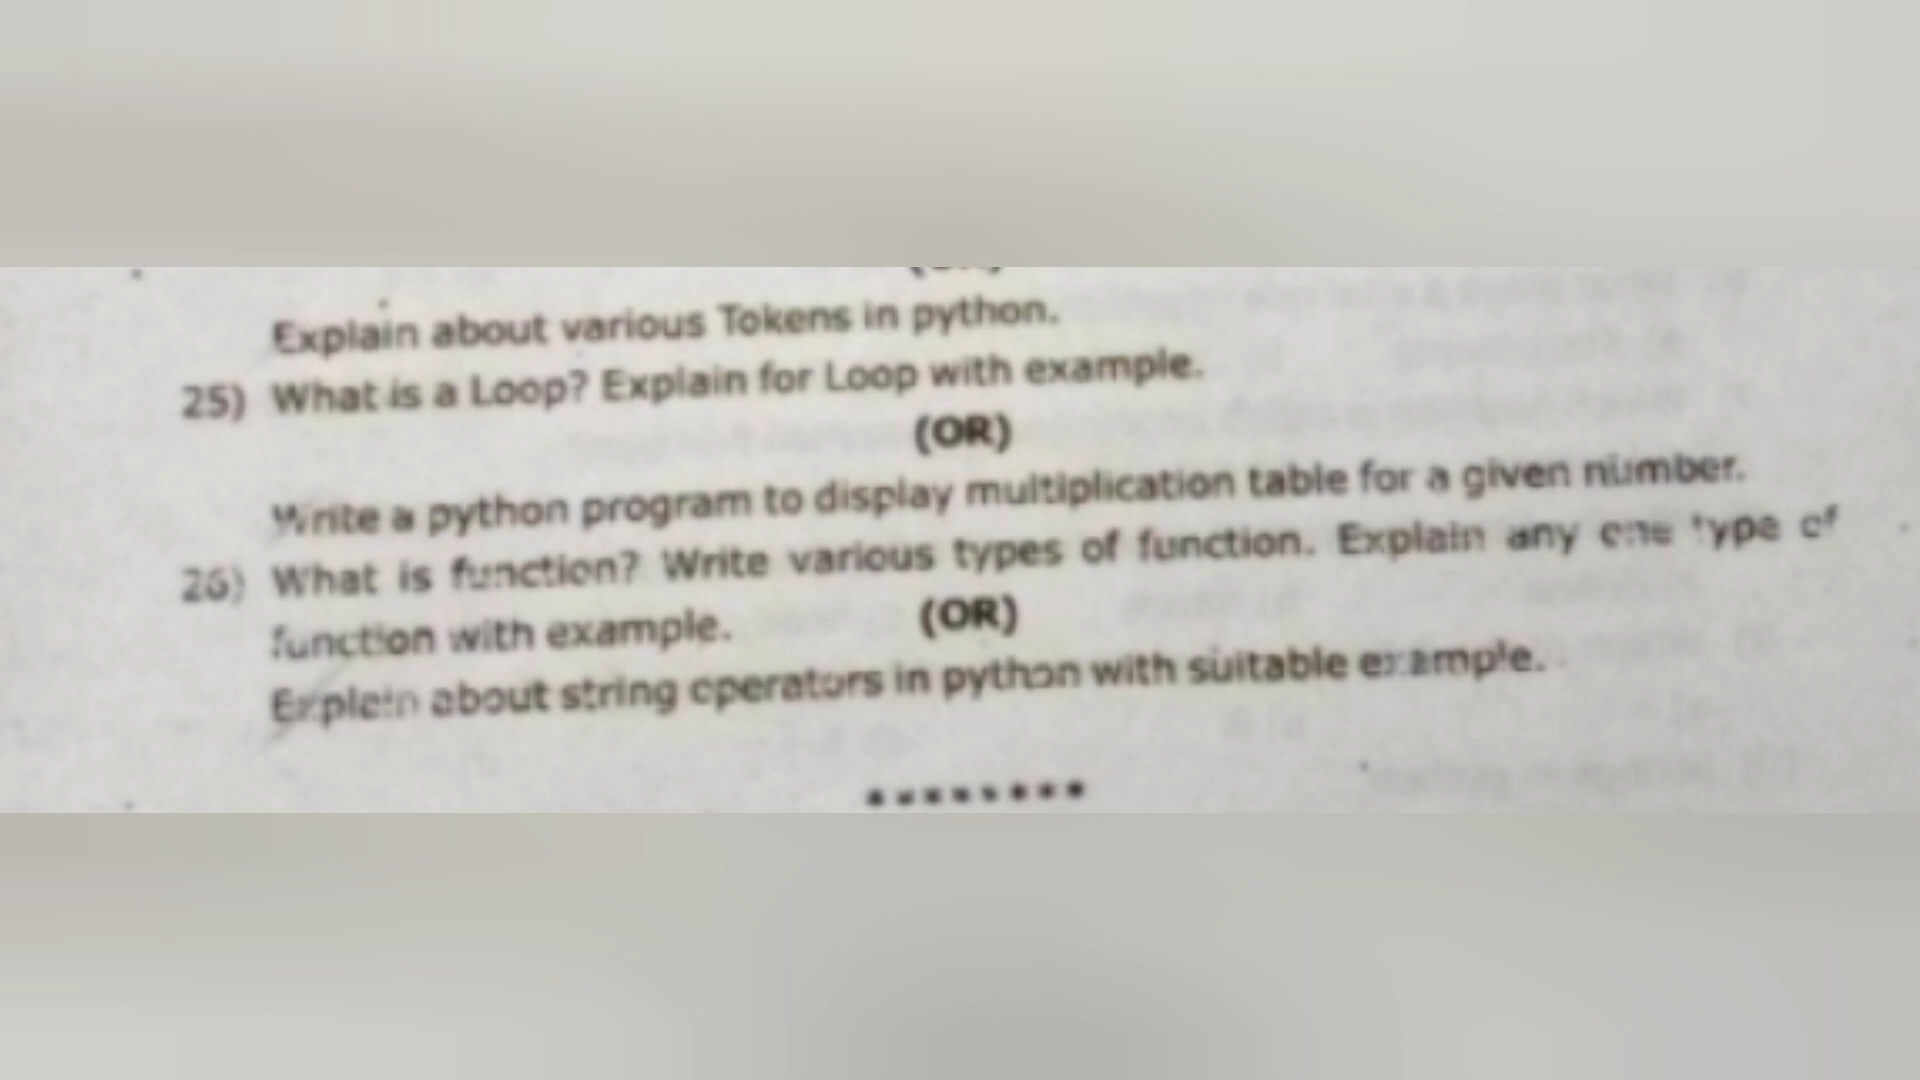 Explain about various Tokens in python.
25) What is a Loop? Explain for Loop with example.
(OR)
Write a python program to display multiplication table for a given number.
26) What is function? Write various types of function. Explain any one type of
function with example. (OR)
Explain about string operators in python with suitable example.
********